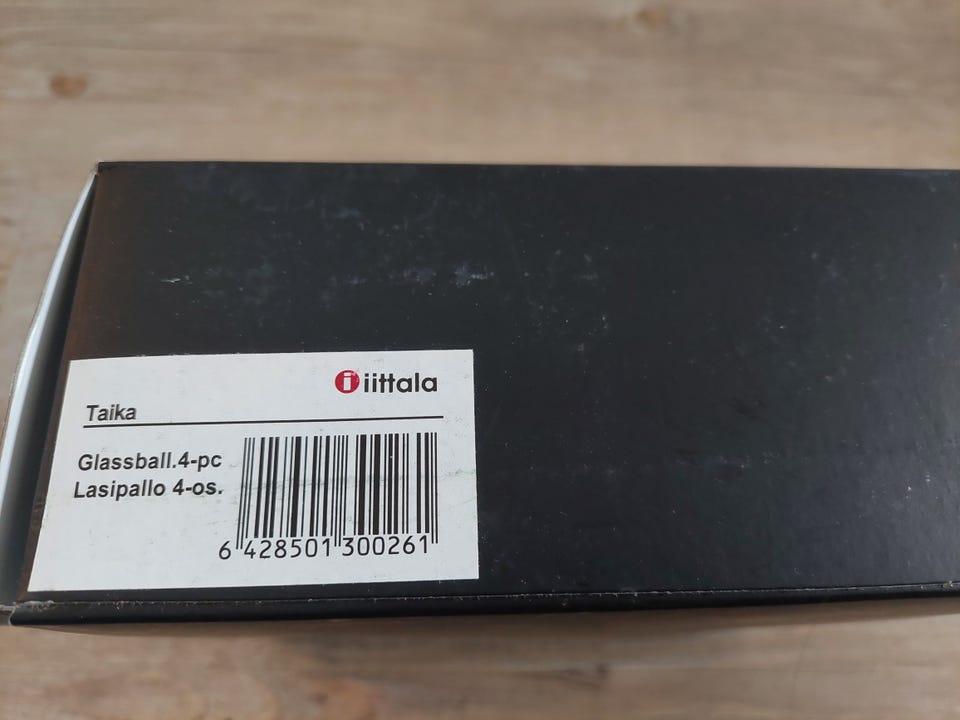 iittala
Taika
Glassball.4-pc
Lasipallo 4-os.
6 428501 300261